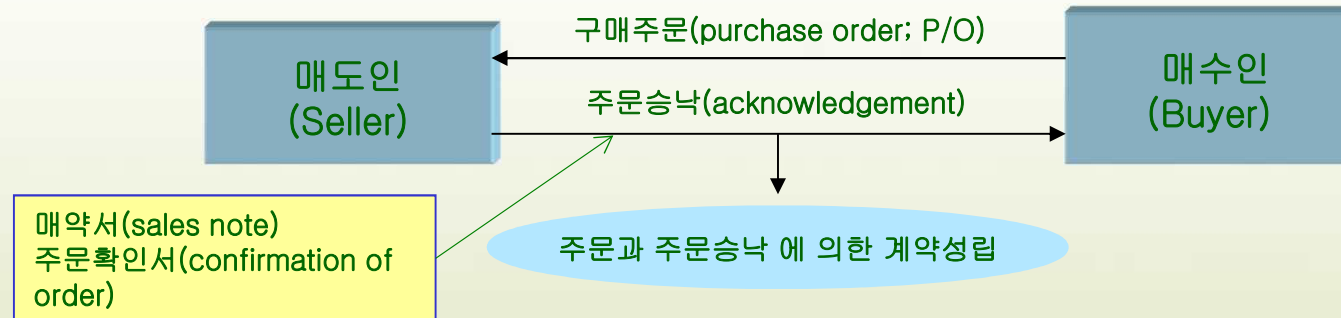 구매주문(purchase order; P/O)
매도인
(Seller)
매수인
(Buyer)
주문승낙(acknowledgement)
매약서(sales note)
주문확인서(confirmation of
order)
주문과 주문승낙 에 의한 계약성립